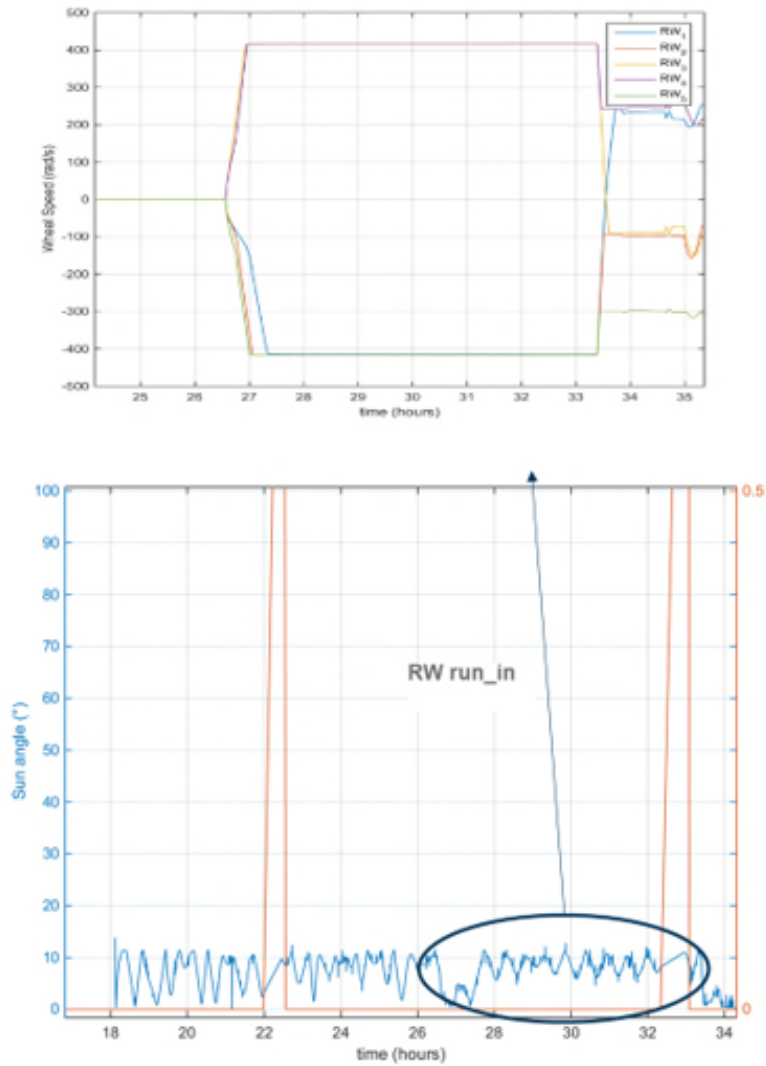 500
400
300
200
100
0
-100
-200
-300
-400
-500
Wheel Speed (rad/s)
RW1
RW2
RW3
RW4
RW5
25 26 27 28 29 30 31 32 33 34 35
time (hours)
100
90
80
70
60
50
40
30
20
10
0
Sun angle (°)
0.5
0
RW run_in
18 20 22 24 26 28 30 32 34
time (hours)